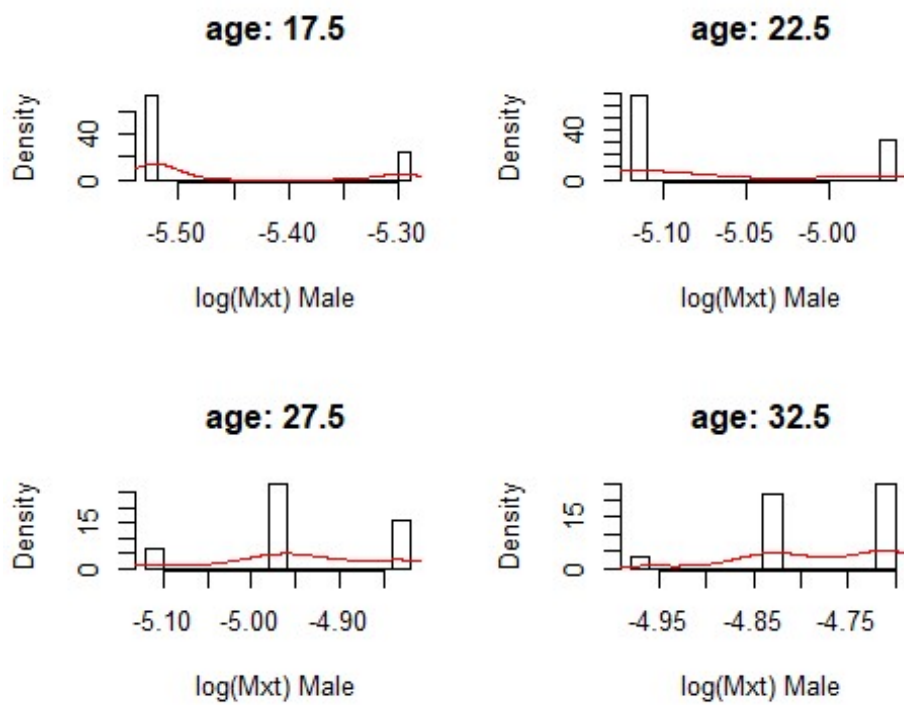 age: 17.5
Density
0
40
-5.50
-5.40
-5.30
log(Mxt) Male
age: 22.5
Density
0
40
-5.10
-5.05
-5.00
log(Mxt) Male
age: 27.5
Density
0
15
-5.10
-5.00
-4.90
log(Mxt) Male
age: 32.5
Density
0
15
-4.95
-4.85
-4.75
log(Mxt) Male